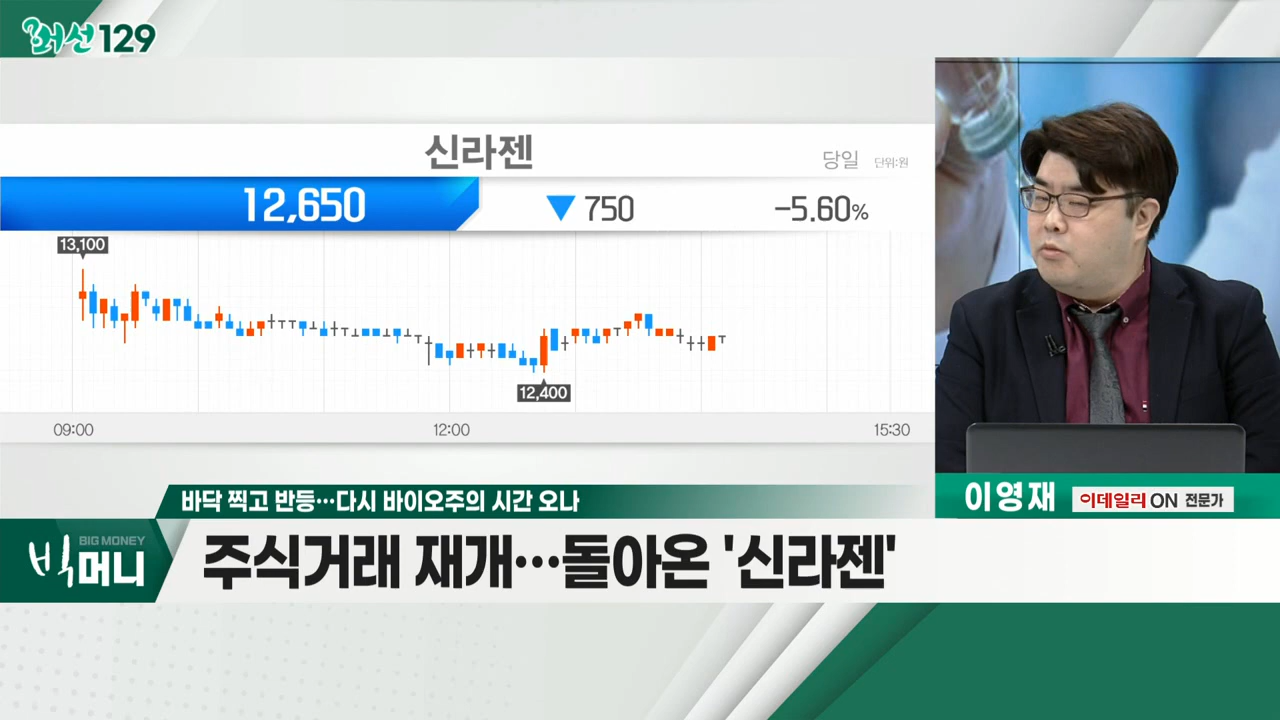 회선129
신라젠
당일 단위:원
12,650 ▼ 750 -5.60%
13,100
12,400
09:00 12:00 15:30
이영재 이데일리ON 전문가
바닥 찍고 반등…다시 바이오주의 시간 오나
BIG MONEY
빅머니
주식거래 재개…돌아온 '신라젠'